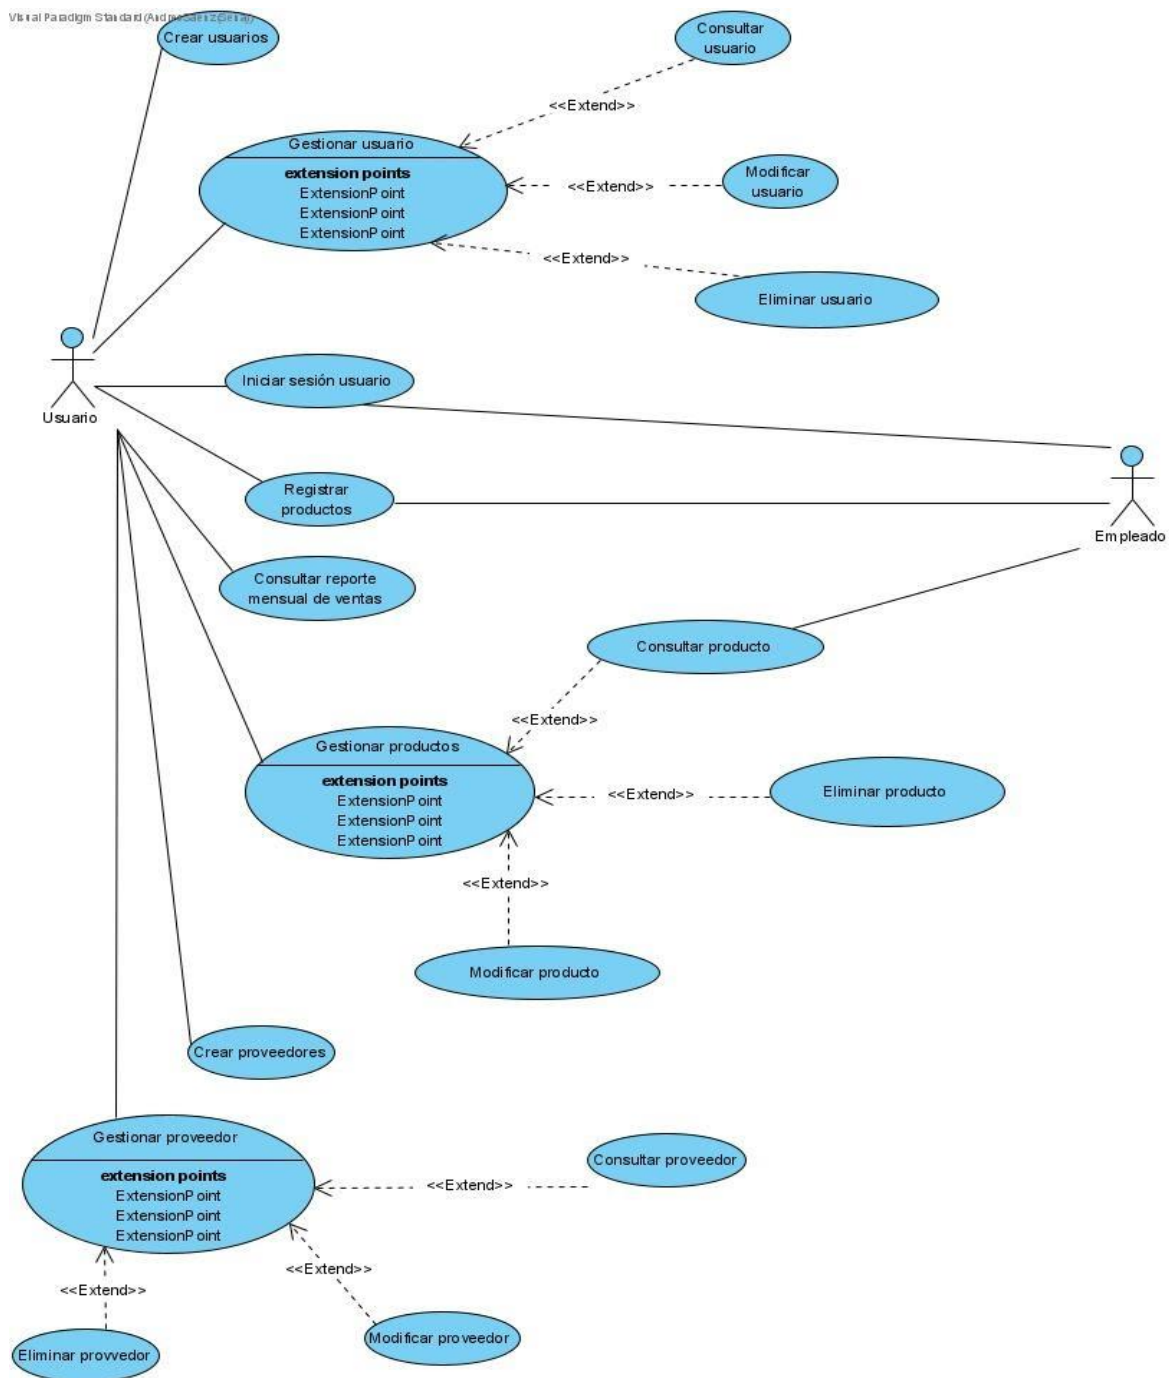 Visual Paradigm Standard
Crear usuarios
Consultar
usuario
<<Extend>>
Gestionar usuario
extension points
ExtensionPoint
ExtensionPoint
ExtensionPoint
<<Extend>>
Modificar
usuario
<<Extend>>
Eliminar usuario
Usuario
Iniciar sesión usuario
Registrar
productos
Empleado
Consultar reporte
mensual de ventas
Consultar producto
<<Extend>>
Gestionar productos
extension points
ExtensionPoint
ExtensionPoint
ExtensionPoint
<<Extend>>
Eliminar producto
<<Extend>>
Modificar producto
Crear proveedores
Gestionar proveedor
extension points
ExtensionPoint
ExtensionPoint
ExtensionPoint
Consultar proveedor
<<Extend>>
<<Extend>>
<<Extend>>
Modificar proveedor
Eliminar provvedor